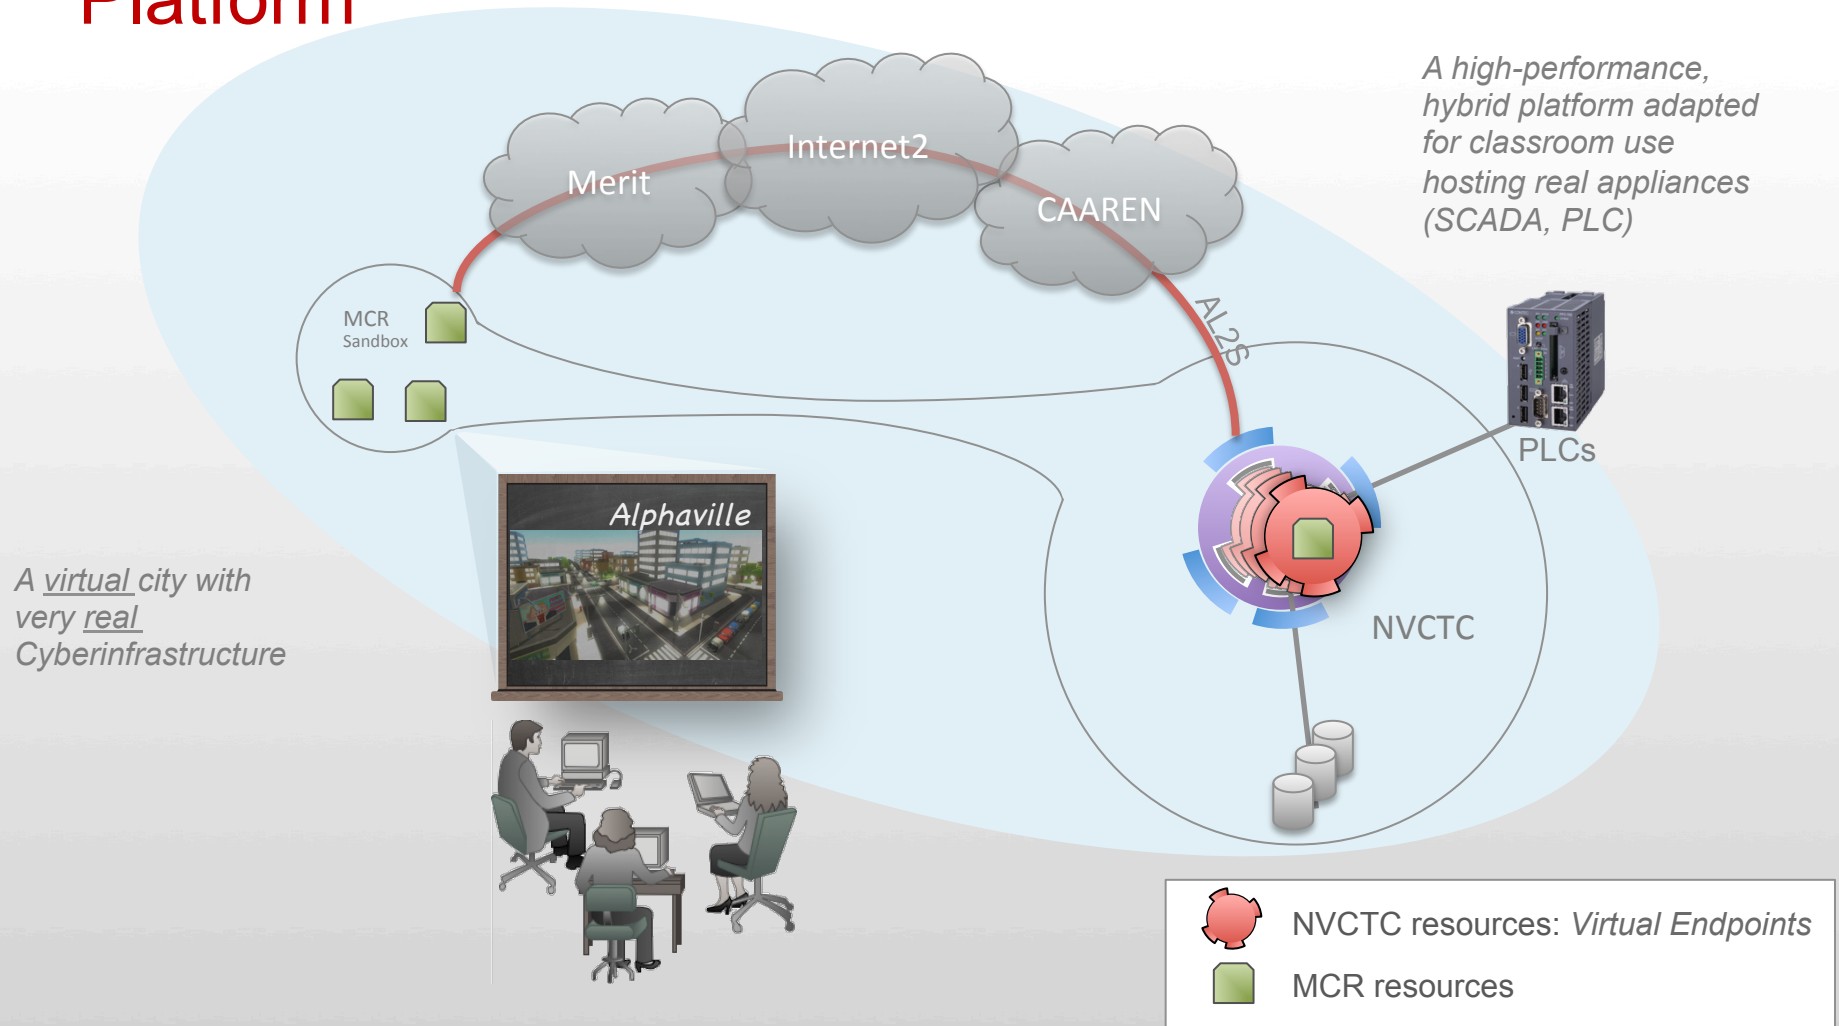 Platform
A high-performance,
hybrid platform adapted
for classroom use
hosting real appliances
(SCADA, PLC)
Internet2
Merit
CAAREN
AL2S
MCR
Sandbox
PLCs
Alphaville
A virtual city with
very real
Cyberinfrastructure
NVCTC
NVCTC resources: Virtual Endpoints
MCR resources